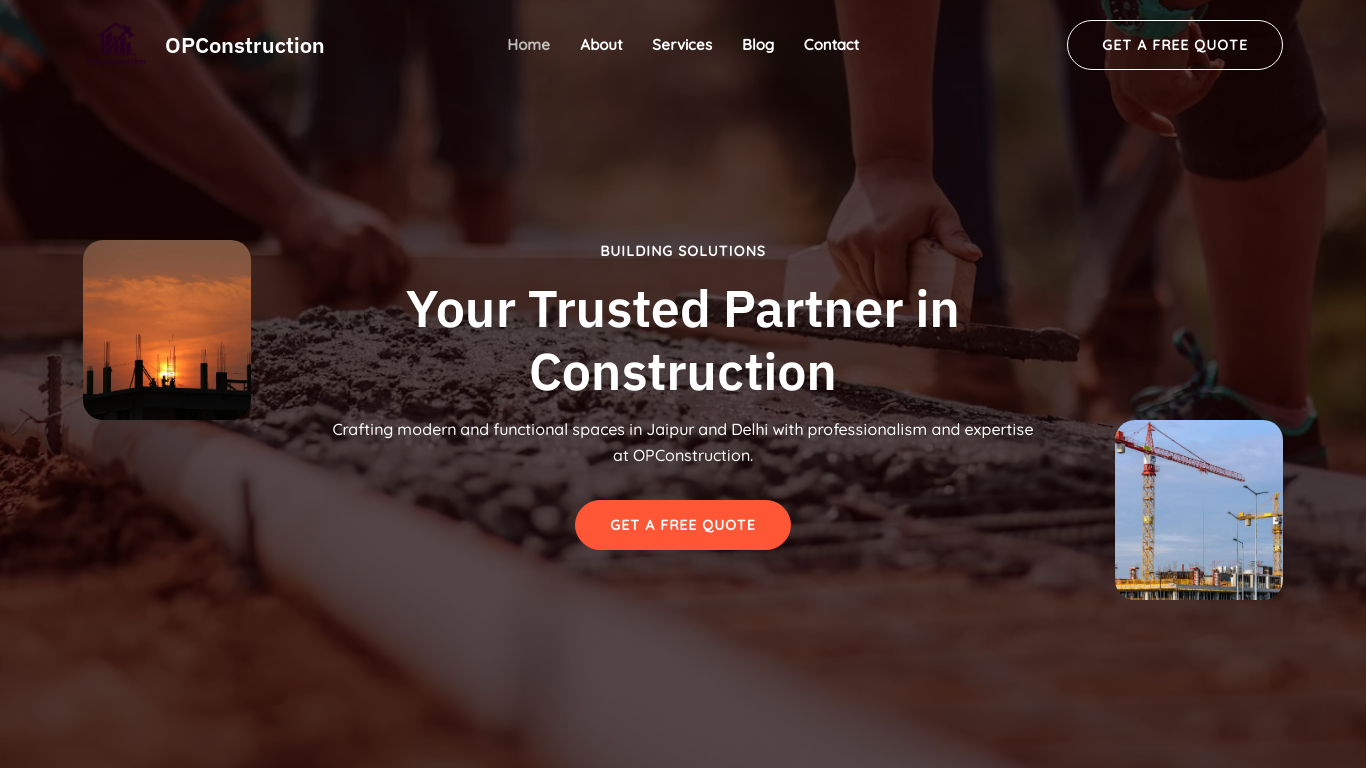 OPConstruction
Home
About
Services
Blog
Contact
GET A FREE QUOTE
BUILDING SOLUTIONS
Your Trusted Partner in
Construction
Crafting modern and functional spaces in Jaipur and Delhi with professionalism and expertise
at OPConstruction.
GET A FREE QUOTE